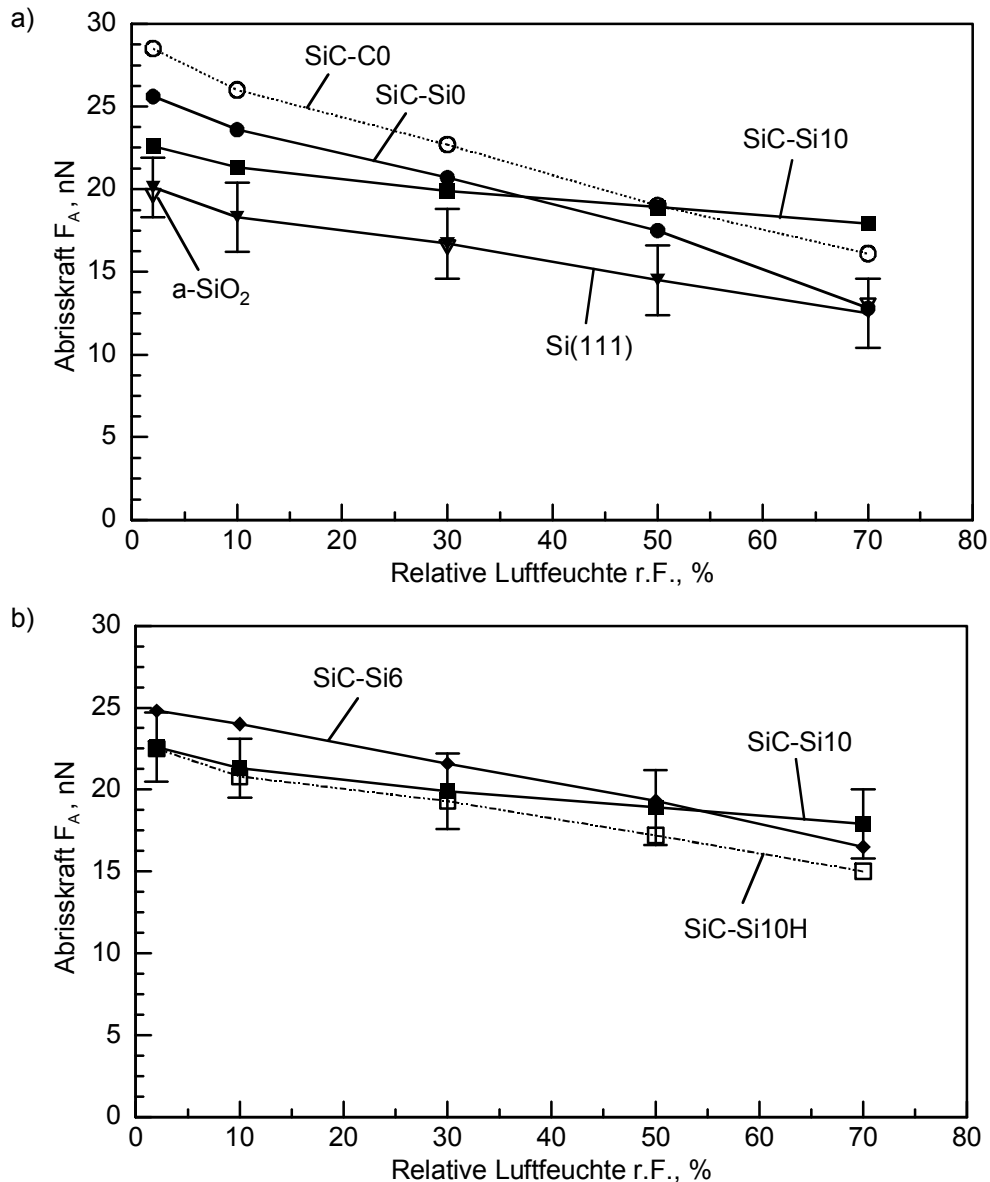 a)
30
25
20
15
10
5
0
Abrisskraft F_A, nN
SiC-C0
SiC-Si0
SiC-Si10
a-SiO₂
Si(111)
0 10 20 30 40 50 60 70 80
Relative Luftfeuchte r.F., %
b)
30
25
20
15
10
5
0
Abrisskraft F_A, nN
SiC-Si6
SiC-Si10
SiC-Si10H
0 10 20 30 40 50 60 70 80
Relative Luftfeuchte r.F., %